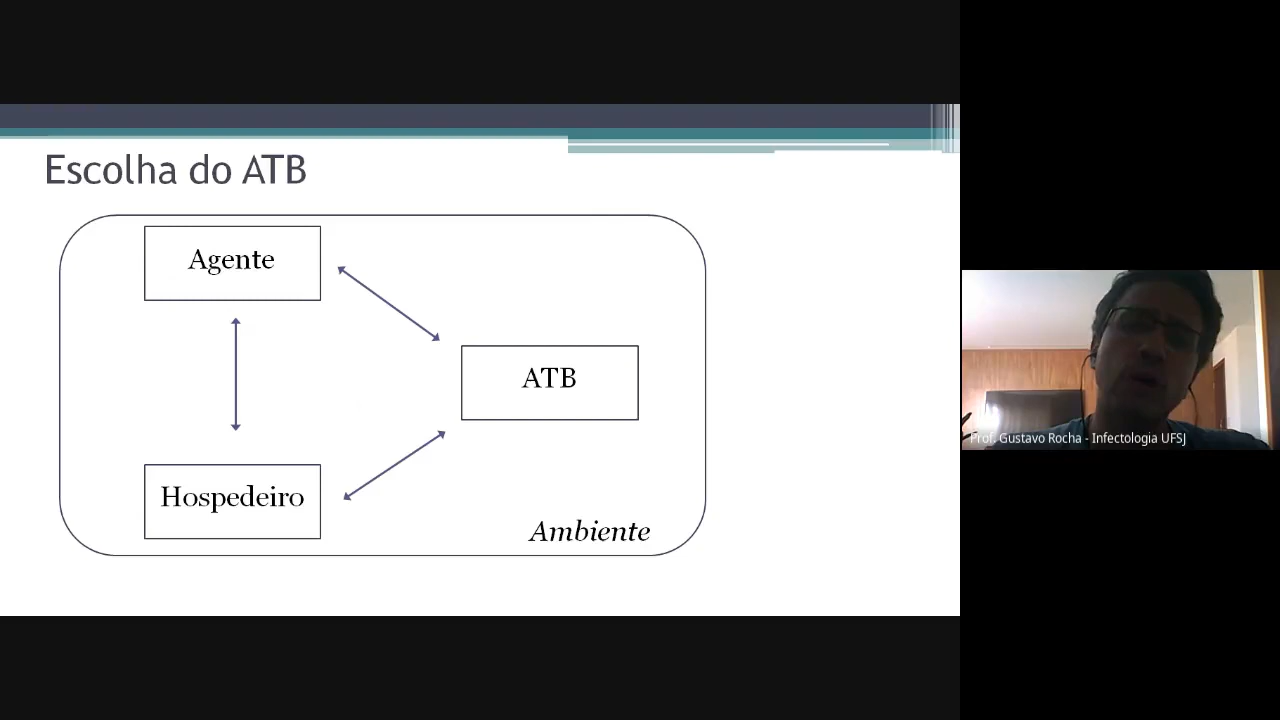 Escolha do ATB
Agente
ATB
Hospedeiro
Ambiente
Prof. Gustavo Rocha - Infectologia UFSJ